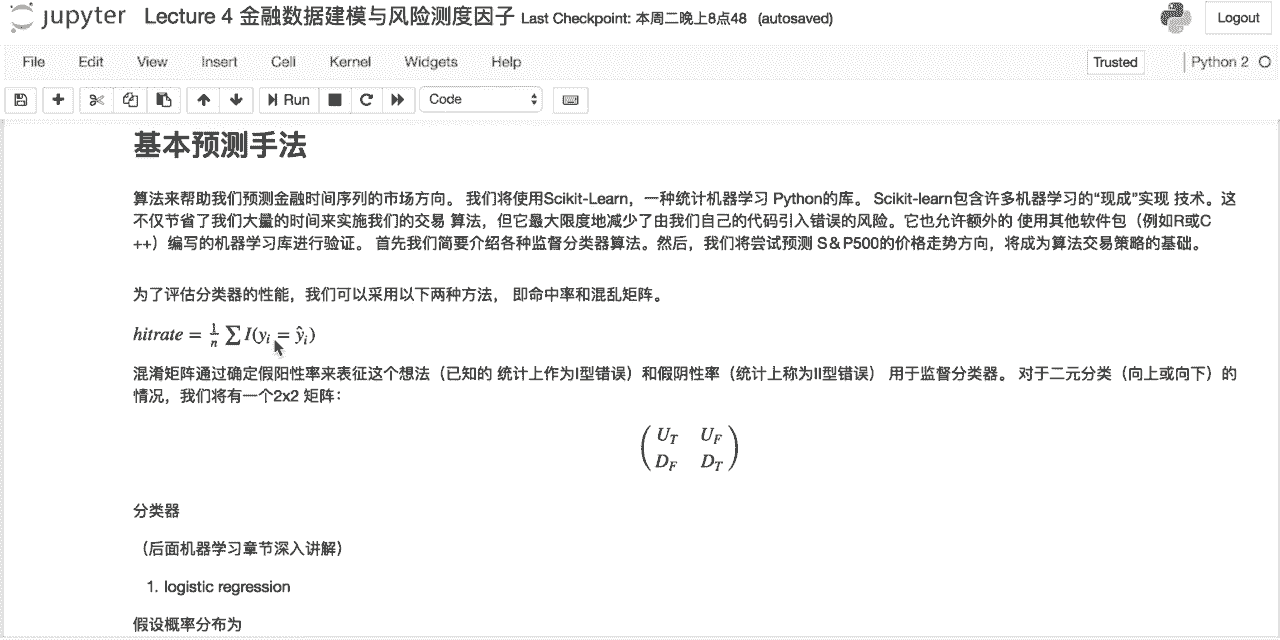 jupyter Lecture 4 金融数据建模与风险测度因子 Last Checkpoint: 本周二晚上8点48 (autosaved) Logout
File Edit View Insert Cell Kernel Widgets Help Trusted Python 2
Run Code
基本预测手法
算法来帮助我们预测金融时间序列的市场方向。 我们将使用Scikit-Learn，一种统计机器学习 Python的库。 Scikit-learn包含许多机器学习的“现成”实现 技术。这
不仅节省了我们大量的时间来实施我们的交易 算法，但它最大限度地减少了由我们自己的代码引入错误的风险。它也允许额外的 使用其他软件包（例如R或C
++）编写的机器学习库进行验证。 首先我们简要介绍各种监督分类器算法。然后，我们将尝试预测 S＆P500的价格走势方向，将成为算法交易策略的基础。
为了评估分类器的性能，我们可以采用以下两种方法， 即命中率和混乱矩阵。
hitrate = 1/n ∑ I(y_i = ŷ_i)
混淆矩阵通过确定假阳性率来表征这个想法（已知的 统计上作为I型错误）和假阴性率（统计上称为II型错误） 用于监督分类器。 对于二元分类（向上或向下）的
情况，我们将有一个2x2 矩阵：
U_T U_F
D_F D_T
分类器
（后面机器学习章节深入讲解）
1. logistic regression
假设概率分布为